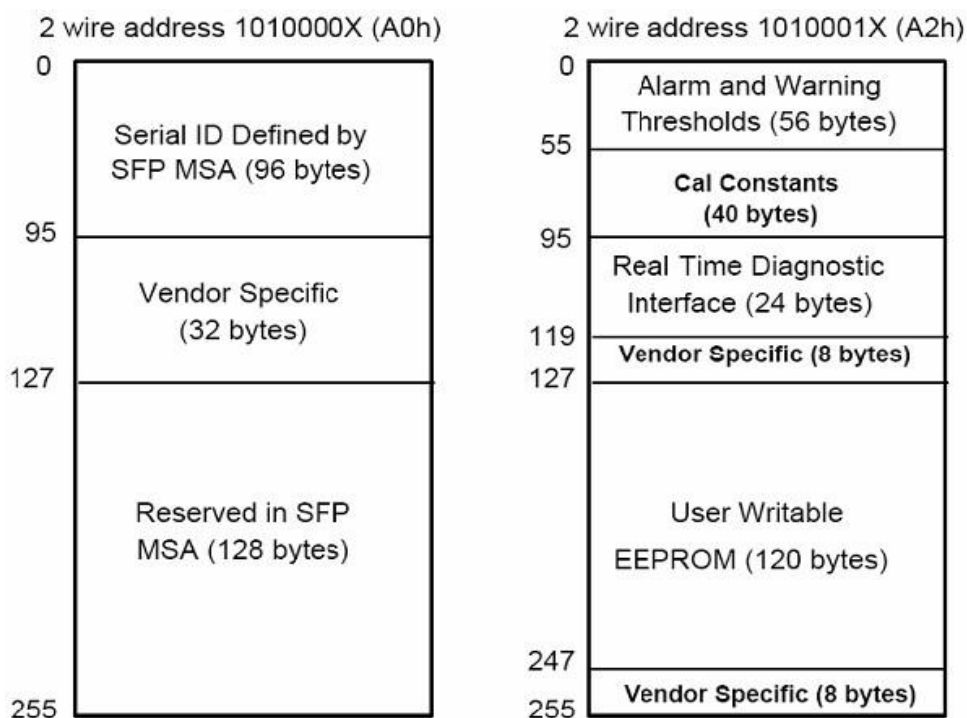 2 wire address 1010000X (A0h)
0
Serial ID Defined by
SFP MSA (96 bytes)
95
Vendor Specific
(32 bytes)
127
Reserved in SFP
MSA (128 bytes)
255
2 wire address 1010001X (A2h)
0
Alarm and Warning
Thresholds (56 bytes)
55
Cal Constants
(40 bytes)
95
Real Time Diagnostic
Interface (24 bytes)
119
Vendor Specific (8 bytes)
127
User Writable
EEPROM (120 bytes)
247
Vendor Specific (8 bytes)
255